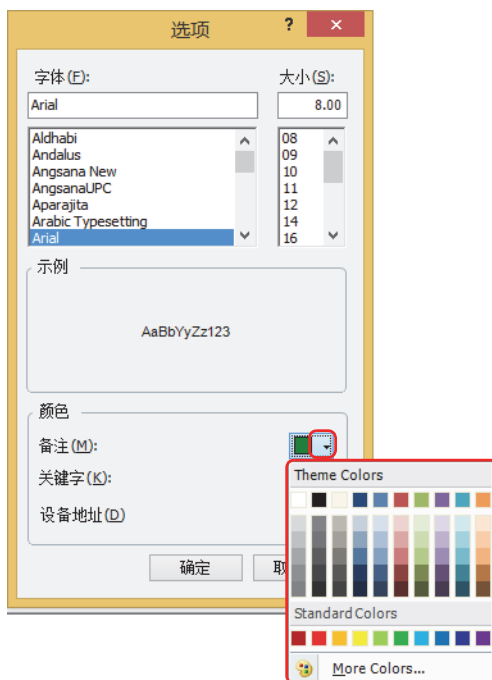 选项 ? ×
字体(F): 大小(S):
Arial 8.00
Aldhabi 08
Andalus 09
Angsana New 10
AngsanaUPC 11
Aparajita 12
Arabic Typesetting 14
Arial 16
示例
AaBbYyZz123
颜色
备注(M):
关键字(K):
Theme Colors
设备地址(D)
确定 取
Standard Colors
More Colors...